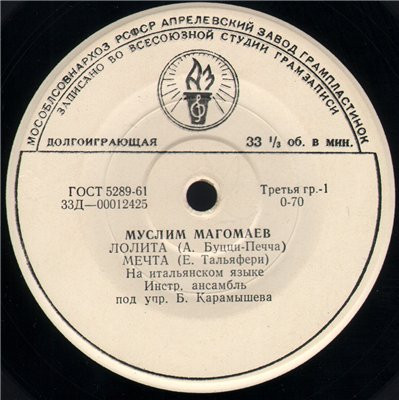 МОСОБЛСОВНАРХОЗ РСФСР АПРЕЛЕВСКИЙ ЗАВОД ГРАМПЛАСТИНОК
ЗАПИСАНО ВО ВСЕСОЮЗНОЙ СТУДИИ ГРАМЗАПИСИ
АЗ
ДОЛГОИГРАЮЩАЯ 33 1/3 об. в мин.
ГОСТ 5289-61 Третья гр.-1
33Д—00012425 0-70
МУСЛИМ МАГОМАЕВ
ЛОЛИТА (А. Буцци-Печча)
МЕЧТА (Е. Тальяфери)
На итальянском языке
Инстр. ансамбль
под упр. Б. Карамышева